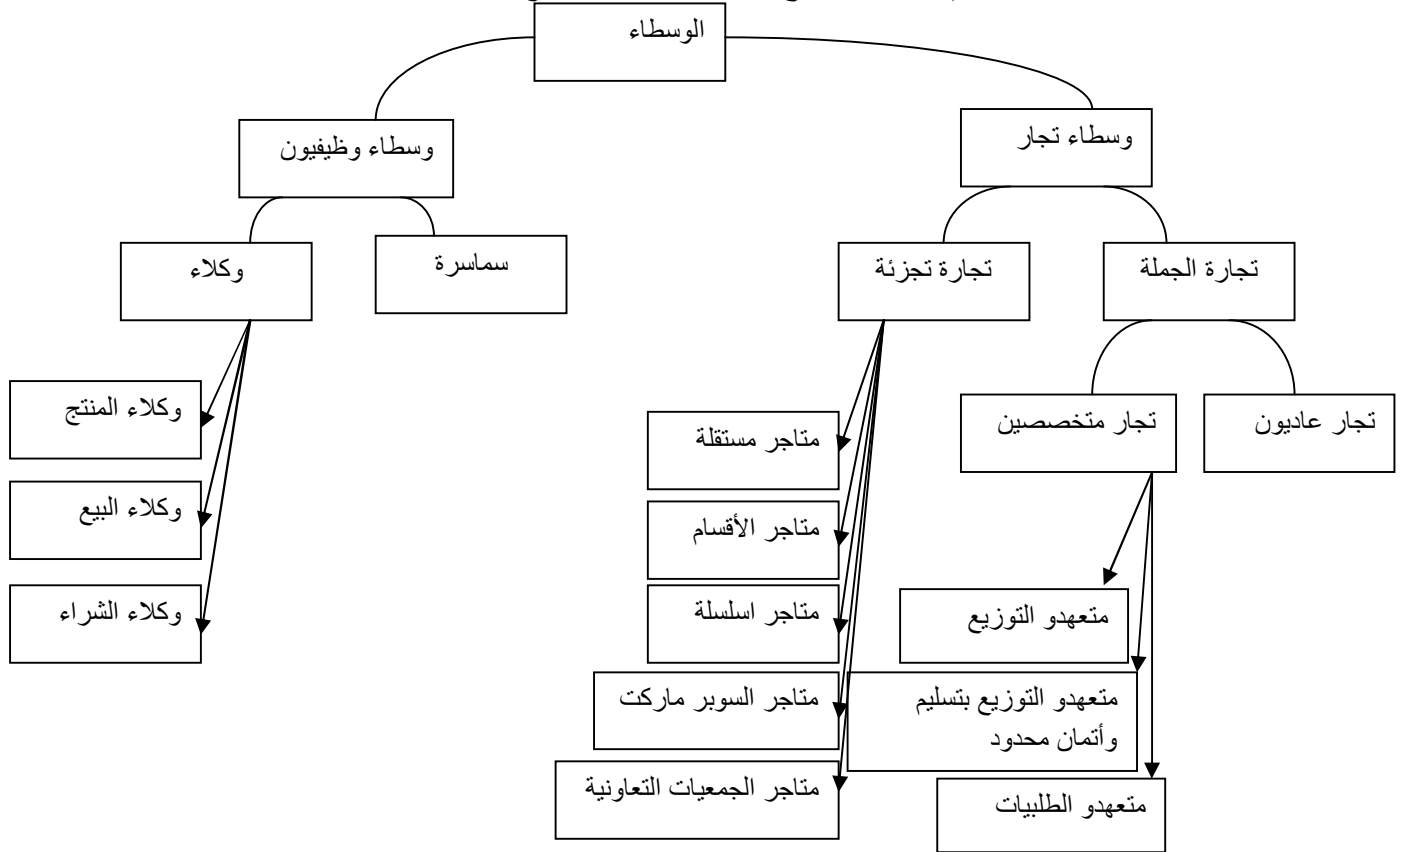 الوسطاء
وسطاء تجار
وسطاء وظيفيون
تجارة الجملة
تجارة تجزئة
سماسرة
وكلاء
تجار عاديون
تجار متخصصين
متعهدو التوزيع
متعهدو التوزيع بتسليم
وأتمان محدود
متعهدو الطلبيات
متاجر مستقلة
متاجر الأقسام
متاجر اسلسلة
متاجر السوبر ماركت
متاجر الجمعيات التعاونية
وكلاء المنتج
وكلاء البيع
وكلاء الشراء